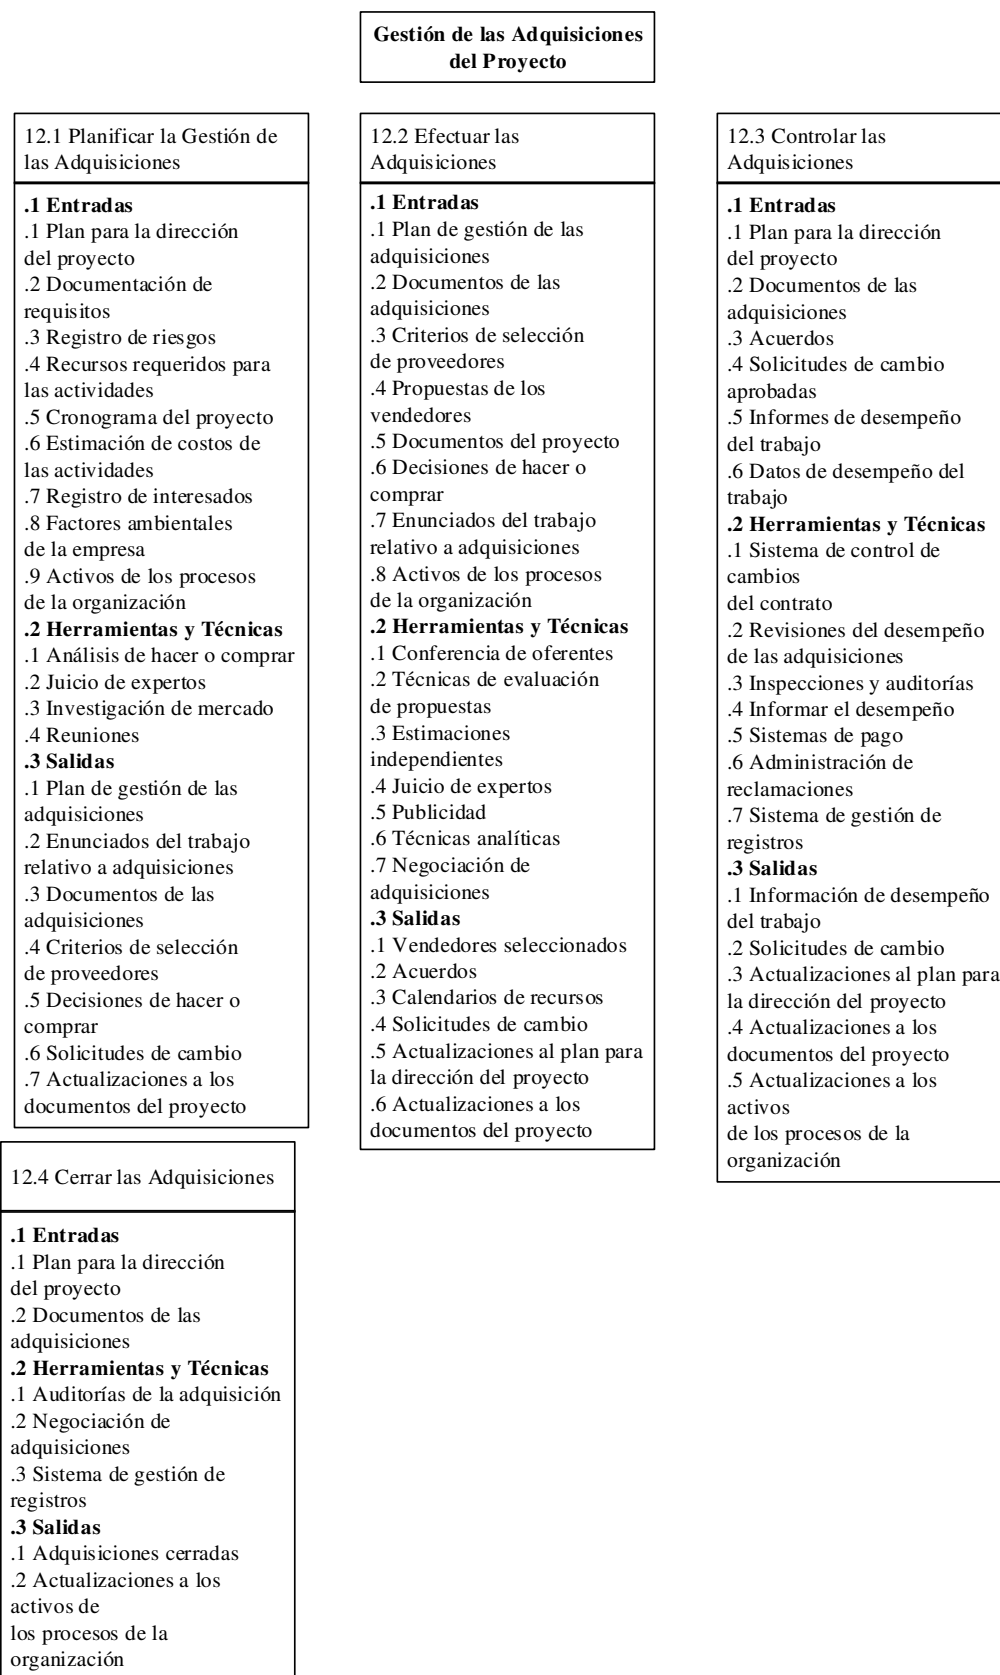 Gestión de las Adquisiciones
del Proyecto
12.1 Planificar la Gestión de
las Adquisiciones
.1 Entradas
.1 Plan para la dirección
del proyecto
.2 Documentación de
requisitos
.3 Registro de riesgos
.4 Recursos requeridos para
las actividades
.5 Cronograma del proyecto
.6 Estimación de costos de
las actividades
.7 Registro de interesados
.8 Factores ambientales
de la empresa
.9 Activos de los procesos
de la organización
.2 Herramientas y Técnicas
.1 Análisis de hacer o comprar
.2 Juicio de expertos
.3 Investigación de mercado
.4 Reuniones
.3 Salidas
.1 Plan de gestión de las
adquisiciones
.2 Enunciados del trabajo
relativo a adquisiciones
.3 Documentos de las
adquisiciones
.4 Criterios de selección
de proveedores
.5 Decisiones de hacer o
comprar
.6 Solicitudes de cambio
.7 Actualizaciones a los
documentos del proyecto
12.2 Efectuar las
Adquisiciones
.1 Entradas
.1 Plan de gestión de las
adquisiciones
.2 Documentos de las
adquisiciones
.3 Criterios de selección
de proveedores
.4 Propuestas de los
vendedores
.5 Documentos del proyecto
.6 Decisiones de hacer o
comprar
.7 Enunciados del trabajo
relativo a adquisiciones
.8 Activos de los procesos
de la organización
.2 Herramientas y Técnicas
.1 Conferencia de oferentes
.2 Técnicas de evaluación
de propuestas
.3 Estimaciones
independientes
.4 Juicio de expertos
.5 Publicidad
.6 Técnicas analíticas
.7 Negociación de
adquisiciones
.3 Salidas
.1 Vendedores seleccionados
.2 Acuerdos
.3 Calendarios de recursos
.4 Solicitudes de cambio
.5 Actualizaciones al plan para
la dirección del proyecto
.6 Actualizaciones a los
documentos del proyecto
12.3 Controlar las
Adquisiciones
.1 Entradas
.1 Plan para la dirección
del proyecto
.2 Documentos de las
adquisiciones
.3 Acuerdos
.4 Solicitudes de cambio
aprobadas
.5 Informes de desempeño
del trabajo
.6 Datos de desempeño del
trabajo
.2 Herramientas y Técnicas
.1 Sistema de control de
cambios
del contrato
.2 Revisiones del desempeño
de las adquisiciones
.3 Inspecciones y auditorías
.4 Informar el desempeño
.5 Sistemas de pago
.6 Administración de
reclamaciones
.7 Sistema de gestión de
registros
.3 Salidas
.1 Información de desempeño
del trabajo
.2 Solicitudes de cambio
.3 Actualizaciones al plan para
la dirección del proyecto
.4 Actualizaciones a los
documentos del proyecto
.5 Actualizaciones a los
activos
de los procesos de la
organización
12.4 Cerrar las Adquisiciones
.1 Entradas
.1 Plan para la dirección
del proyecto
.2 Documentos de las
adquisiciones
.2 Herramientas y Técnicas
.1 Auditorías de la adquisición
.2 Negociación de
adquisiciones
.3 Sistema de gestión de
registros
.3 Salidas
.1 Adquisiciones cerradas
.2 Actualizaciones a los
activos de
los procesos de la
organización